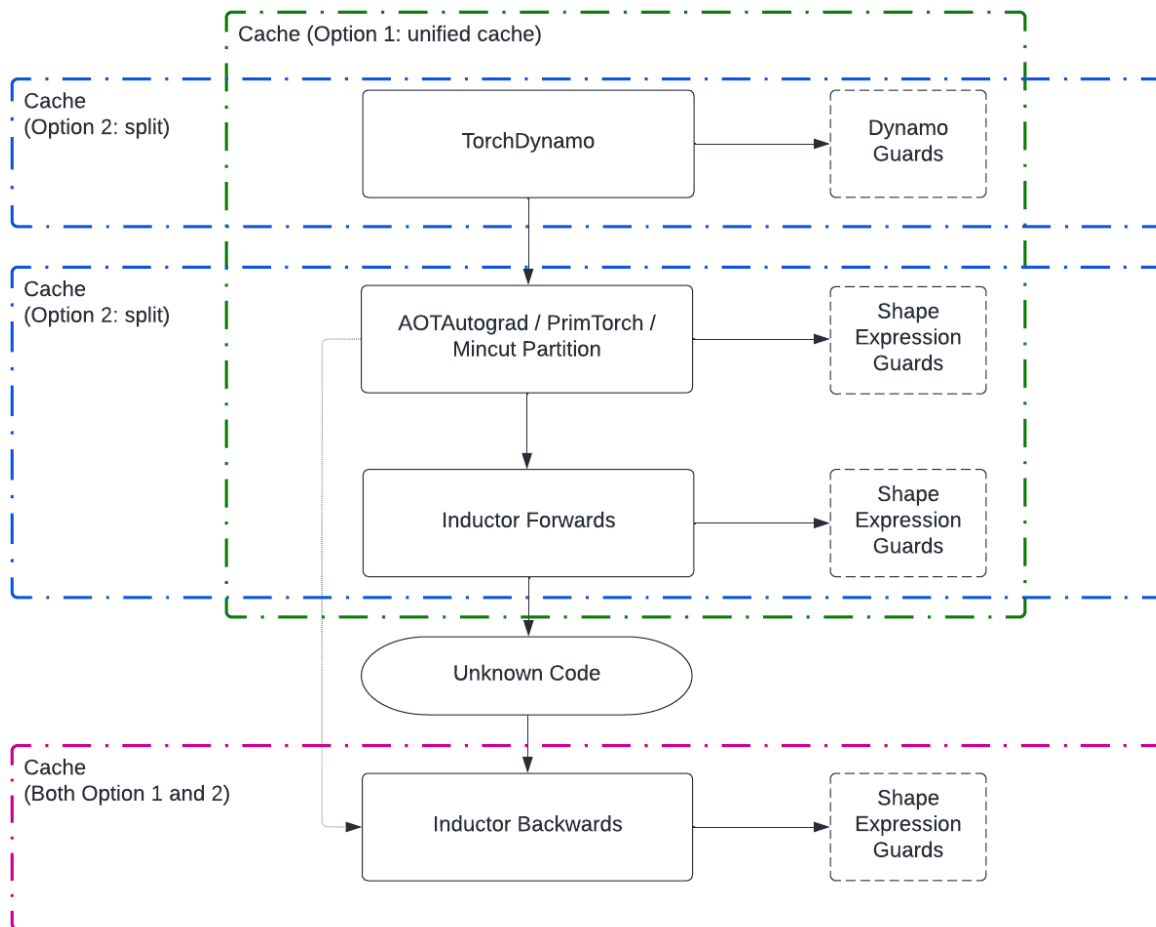 Cache (Option 1: unified cache)
Cache
(Option 2: split)
TorchDynamo
Dynamo
Guards
Cache
(Option 2: split)
AOTAutograd / PrimTorch /
Mincut Partition
Shape
Expression
Guards
Inductor Forwards
Shape
Expression
Guards
Unknown Code
Cache
(Both Option 1 and 2)
Inductor Backwards
Shape
Expression
Guards